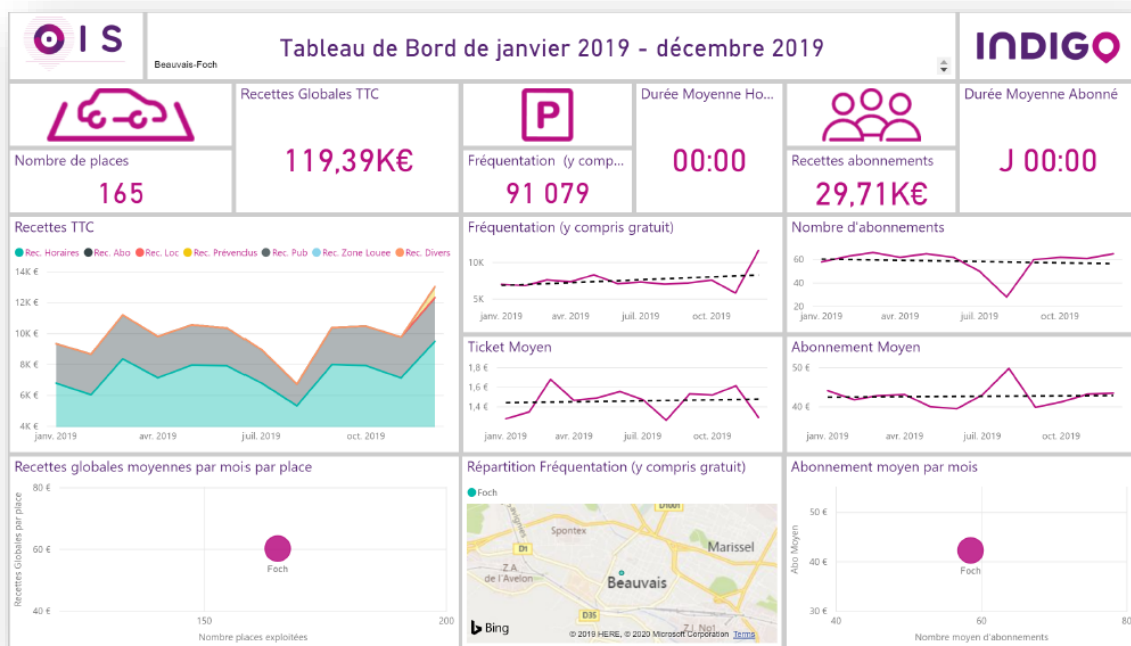 OIS
Beauvais-Foch
Tableau de Bord de janvier 2019 - décembre 2019
INDIGO
Nombre de places
165
Recettes Globales TTC
119,39K€
P
Fréquentation (y comp...
91 079
Durée Moyenne Ho...
00:00
Recettes abonnements
29,71K€
Durée Moyenne Abonné
J 00:00
Recettes TTC
Rec. Horaires Rec. Abo Rec. Loc Rec. Prévendus Rec. Pub Rec. Zone Louee Rec. Divers
14K €
12K €
10K €
8K €
6K €
4K €
janv. 2019 avr. 2019 juil. 2019 oct. 2019
Fréquentation (y compris gratuit)
10K
5K
janv. 2019 avr. 2019 juil. 2019 oct. 2019
Nombre d'abonnements
60
40
20
janv. 2019 avr. 2019 juil. 2019 oct. 2019
Ticket Moyen
1,8 €
1,6 €
1,4 €
janv. 2019 avr. 2019 juil. 2019 oct. 2019
Abonnement Moyen
50 €
40 €
janv. 2019 avr. 2019 juil. 2019 oct. 2019
Recettes globales moyennes par mois par place
Recettes Globales par place
80 €
60 €
40 €
Foch
150 200
Nombre places exploitées
Répartition Fréquentation (y compris gratuit)
Foch
D1001
Spontex
D1
Marissel
Z.A.
de l'Avelon
Beauvais
D35
Z.I. No1
Bing
© 2019 HERE, © 2020 Microsoft Corporation Terms
Abonnement moyen par mois
Abo Moyen
50 €
40 €
30 €
Foch
40 60 80
Nombre moyen d'abonnements